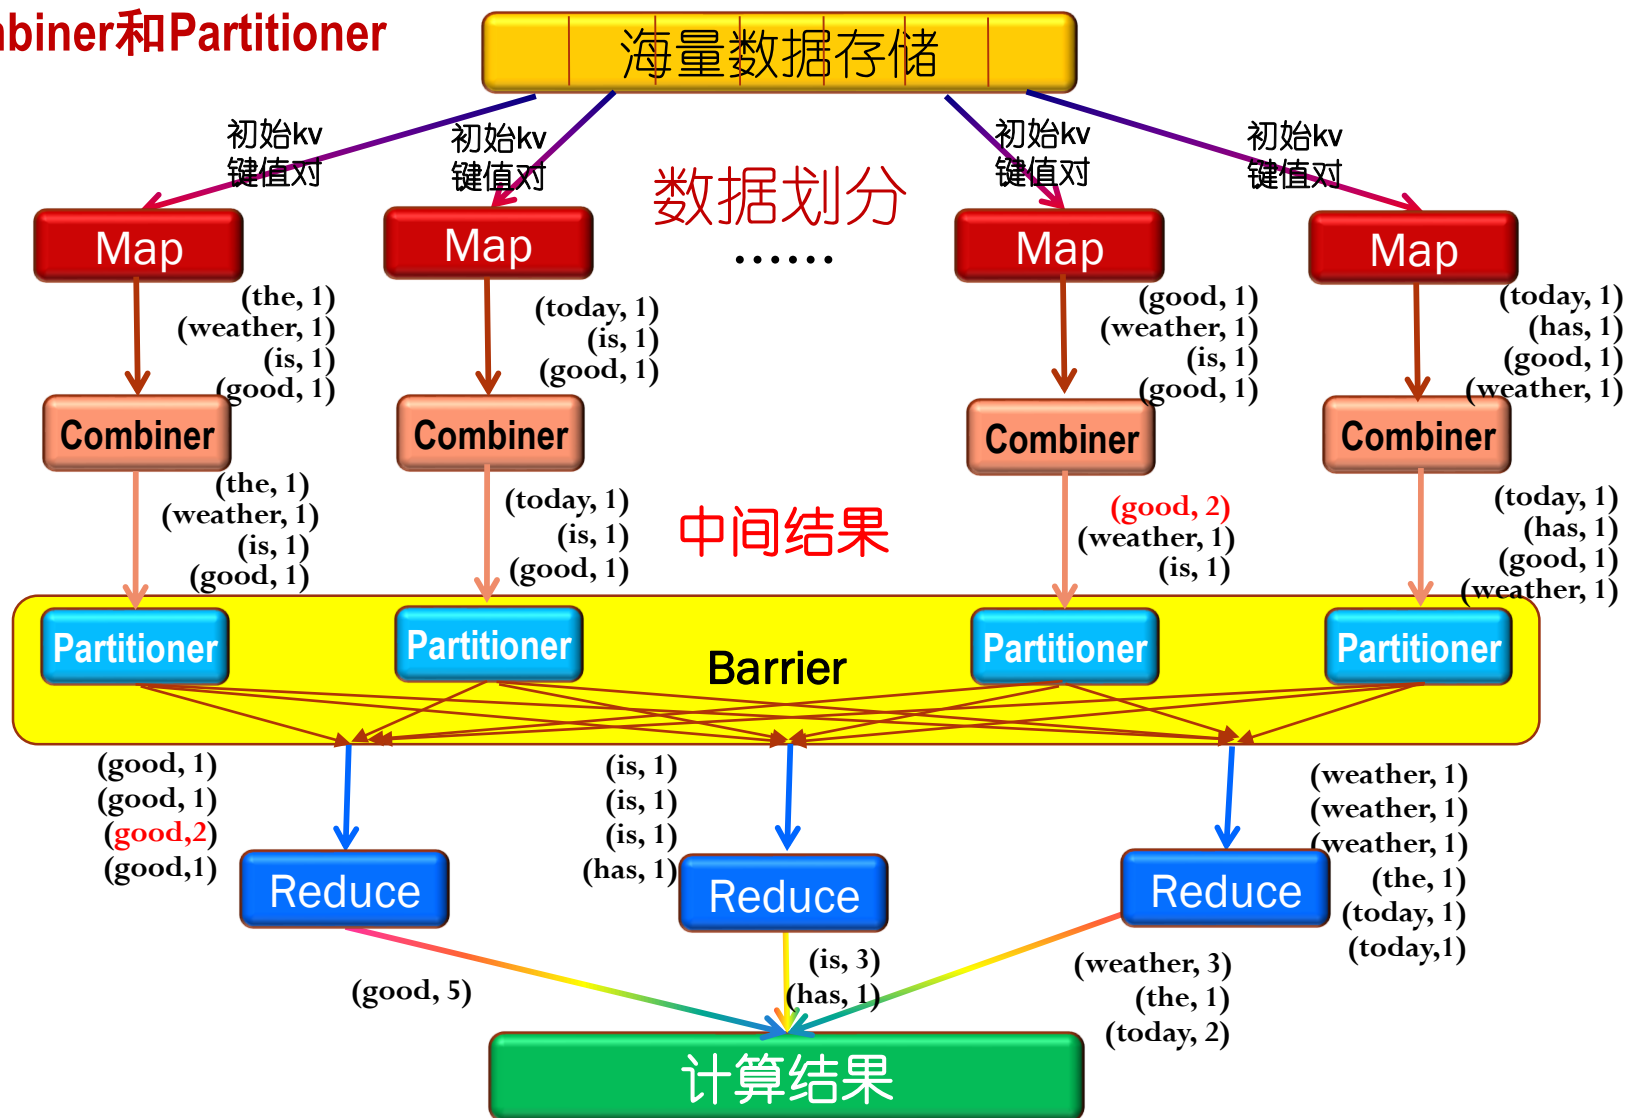 mbiner和Partitioner
海量数据存储
初始kv
键值对
初始kv
键值对
初始kv
键值对
初始kv
键值对
数据划分
……
Map
Map
Map
Map
(the, 1)
(weather, 1)
(is, 1)
(good, 1)
(today, 1)
(is, 1)
(good, 1)
(good, 1)
(weather, 1)
(is, 1)
(good, 1)
(today, 1)
(has, 1)
(good, 1)
(weather, 1)
Combiner
Combiner
Combiner
Combiner
(the, 1)
(weather, 1)
(is, 1)
(good, 1)
(today, 1)
(is, 1)
(good, 1)
中间结果
(good, 2)
(weather, 1)
(is, 1)
(today, 1)
(has, 1)
(good, 1)
(weather, 1)
Partitioner
Partitioner
Barrier
Partitioner
Partitioner
(good, 1)
(good, 1)
(good,2)
(good,1)
(is, 1)
(is, 1)
(is, 1)
(has, 1)
(weather, 1)
(weather, 1)
(weather, 1)
(the, 1)
(today, 1)
(today,1)
Reduce
Reduce
Reduce
(good, 5)
(is, 3)
(has, 1)
(weather, 3)
(the, 1)
(today, 2)
计算结果